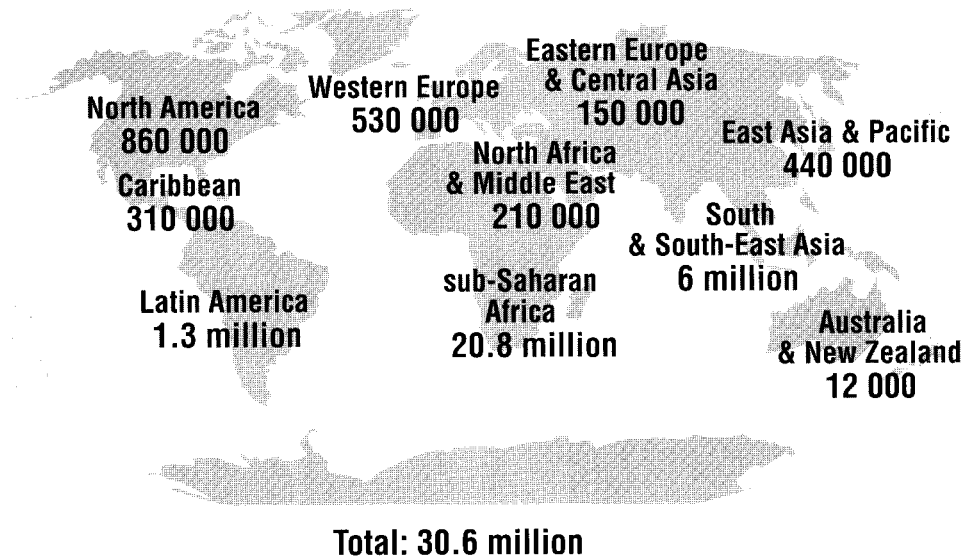 North America
860 000
Western Europe
530 000
Eastern Europe
& Central Asia
150 000
East Asia & Pacific
440 000
Caribbean
310 000
North Africa
& Middle East
210 000
South
& South-East Asia
6 million
Latin America
1.3 million
sub-Saharan
Africa
20.8 million
Australia
& New Zealand
12 000
Total: 30.6 million